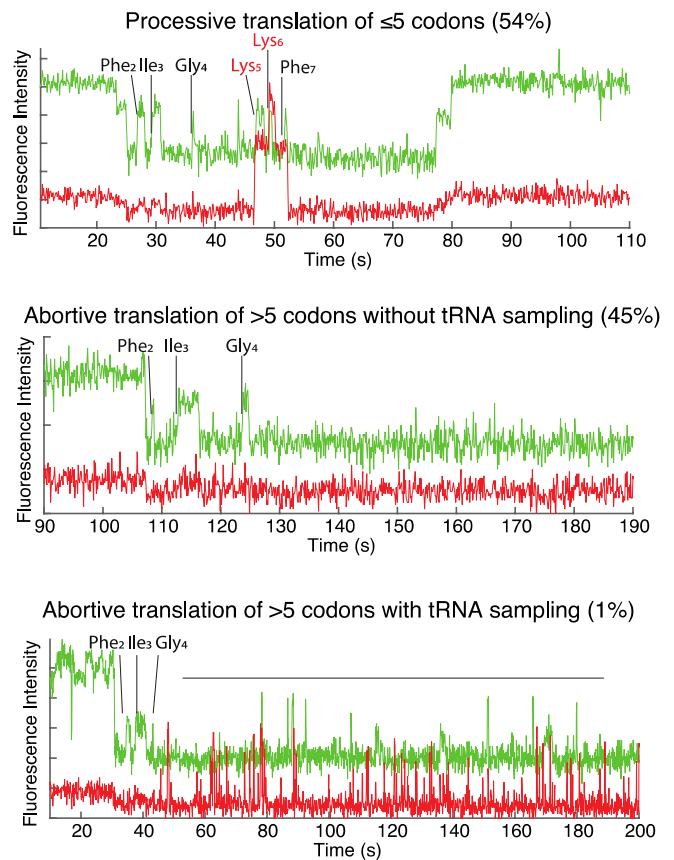 Processive translation of ≤5 codons (54%)
Lys₆
Phe₂ Ile₃ Gly₄ Lys₅ Phe₇
Fluorescence Intensity
20 30 40 50 60 70 80 90 100 110
Time (s)
Abortive translation of >5 codons without tRNA sampling (45%)
Phe₂ Ile₃ Gly₄
Fluorescence Intensity
90 100 110 120 130 140 150 160 170 180 190
Time (s)
Abortive translation of >5 codons with tRNA sampling (1%)
Phe₂ Ile₃ Gly₄
Fluorescence Intensity
20 40 60 80 100 120 140 160 180 200
Time (s)